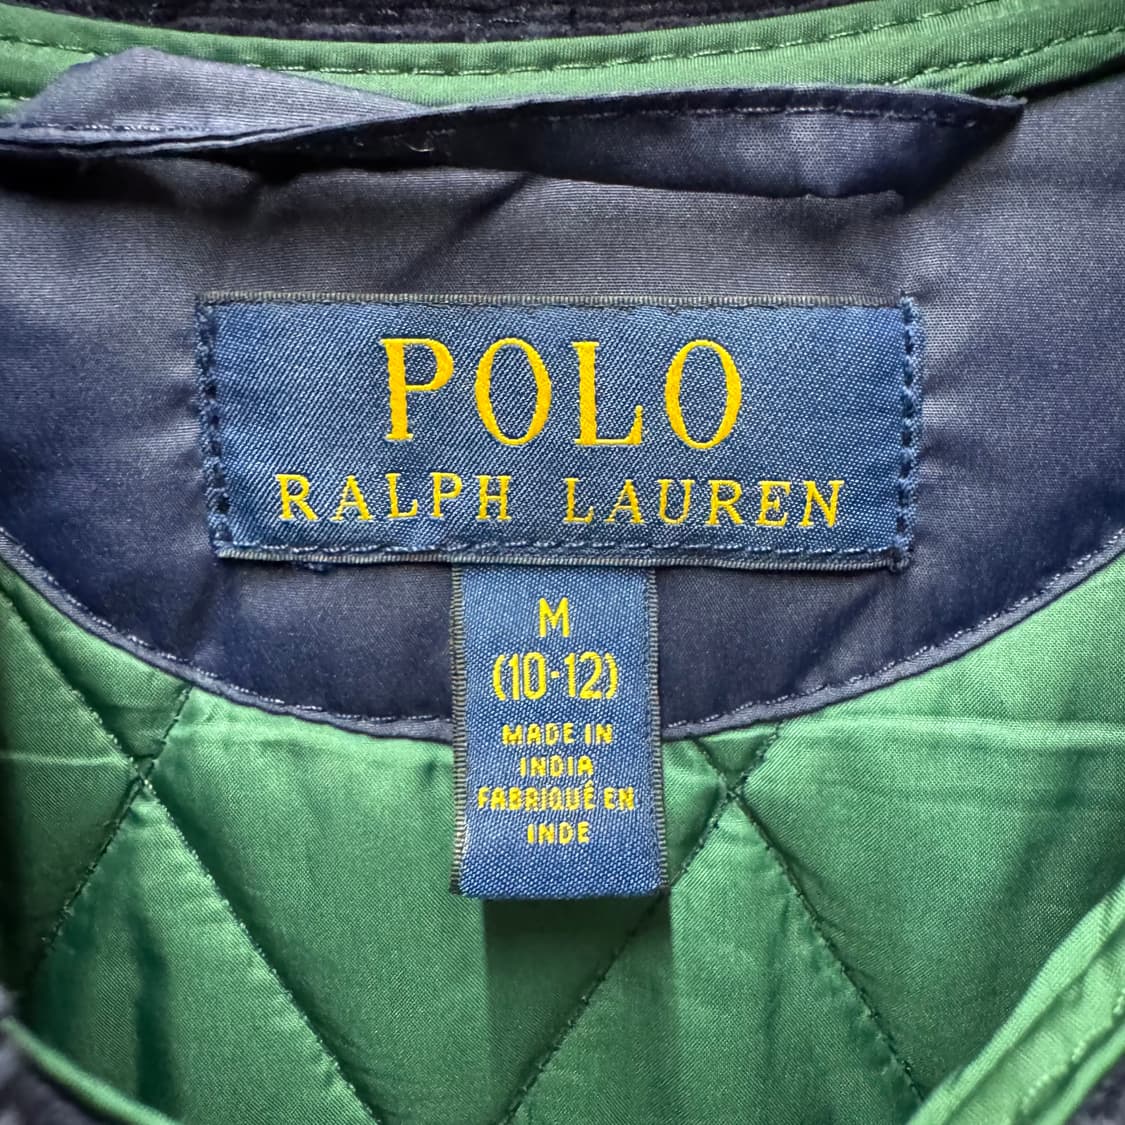 POLO
RALPH LAUREN
M
(10-12)
MADE IN
INDIA
FABRIQUÉ EN
INDE